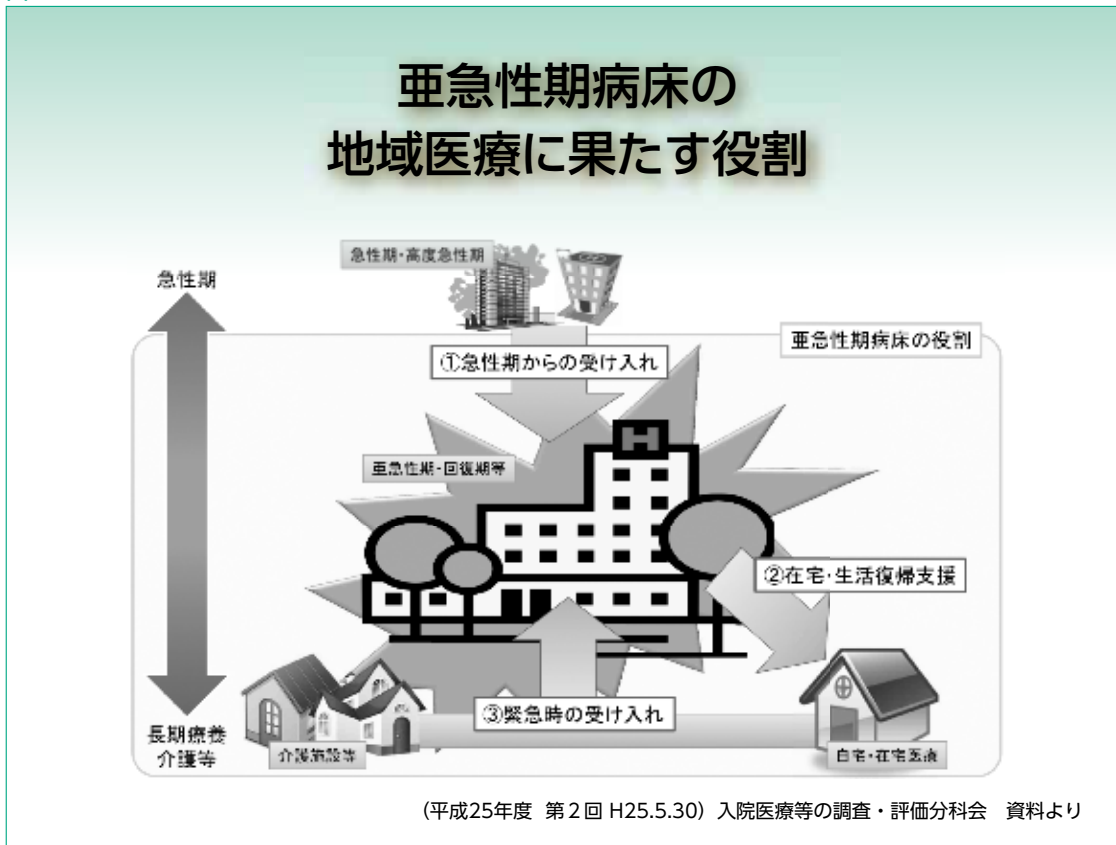 亜急性期病床の
地域医療に果たす役割
急性期・高度急性期
急性期
亜急性期病床の役割
①急性期からの受け入れ
亜急性期・回復期等
H
②在宅・生活復帰支援
③緊急時の受け入れ
長期療養
介護等
介護施設等
自宅・在宅医療
(平成25年度 第2回 H25.5.30) 入院医療等の調査・評価分科会 資料より